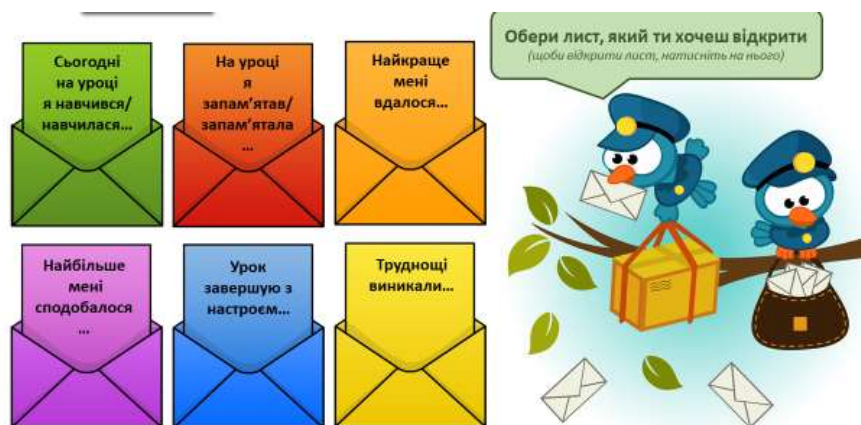 Сьогодні
на уроці
я навчився/
навчилася...
На уроці
я
запам'ятав/
запам'ятала
...
Найкраще
мені
вдалося...
Обери лист, який ти хочеш відкрити
(щоби відкрити лист, натисніть на нього)
Найбільше
мені
сподобалося
...
Урок
завершую з
настроєм...
Труднощі
виникали...